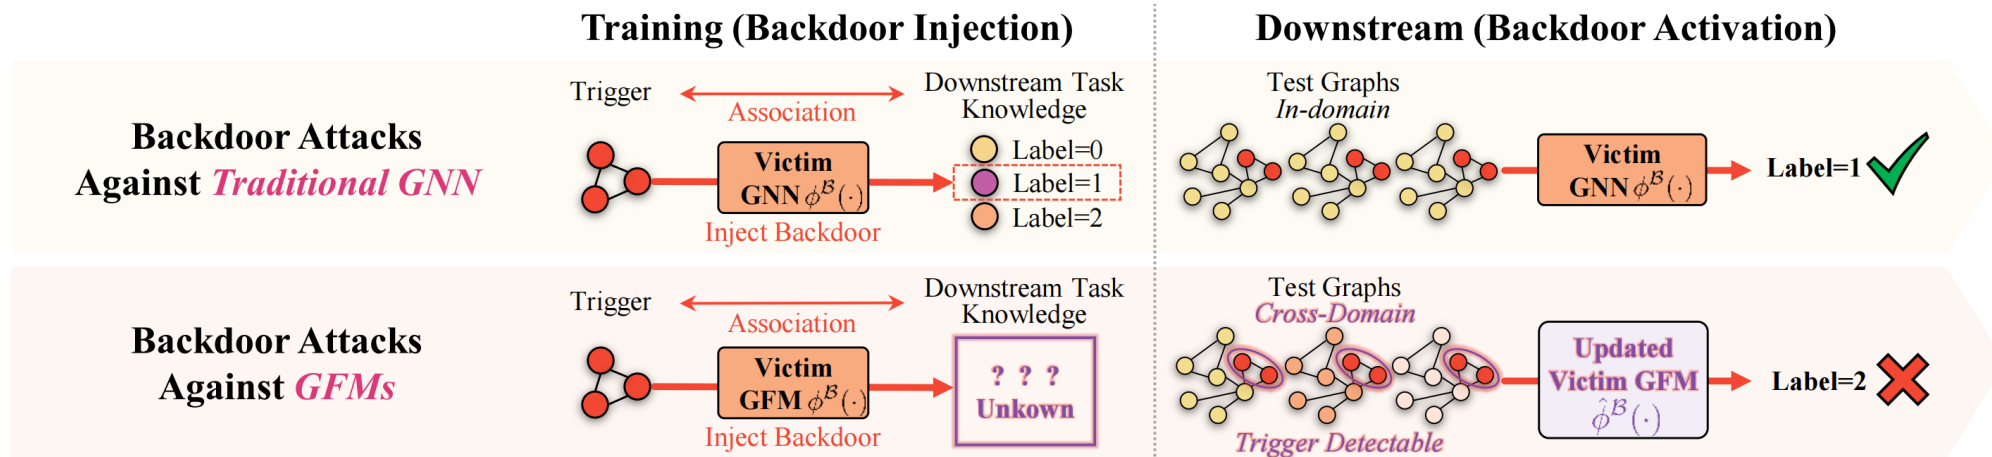 Training (Backdoor Injection)
Downstream (Backdoor Activation)
Backdoor Attacks
Against Traditional GNN
Trigger
Association
Downstream Task
Knowledge
Victim
GNN ϕ^ℬ(·)
Inject Backdoor
Label=0
Label=1
Label=2
Test Graphs
In-domain
Victim
GNN ϕ^ℬ(·)
Label=1
Backdoor Attacks
Against GFMs
Trigger
Association
Downstream Task
Knowledge
Victim
GFM ϕ^ℬ(·)
Inject Backdoor
? ? ?
Unkown
Test Graphs
Cross-Domain
Trigger Detectable
Updated
Victim GFM
ϕ̂^ℬ(·)
Label=2